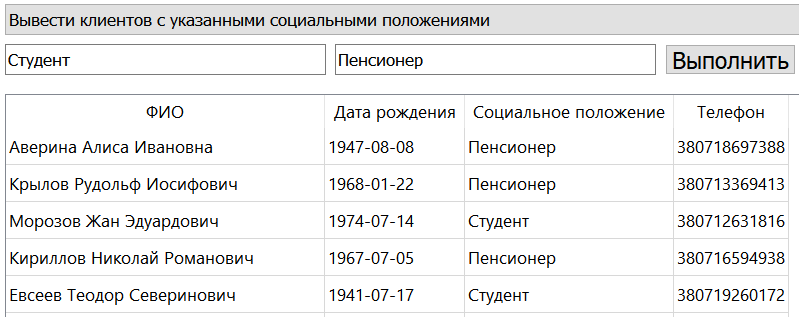 Вывести клиентов с указанными социальными положениями
Студент Пенсионер Выполнить
ФИО Дата рождения Социальное положение Телефон
Аверина Алиса Ивановна 1947-08-08 Пенсионер 380718697388
Крылов Рудольф Иосифович 1968-01-22 Пенсионер 380713369413
Морозов Жан Эдуардович 1974-07-14 Студент 380712631816
Кириллов Николай Романович 1967-07-05 Пенсионер 380716594938
Евсеев Теодор Северинович 1941-07-17 Студент 380719260172